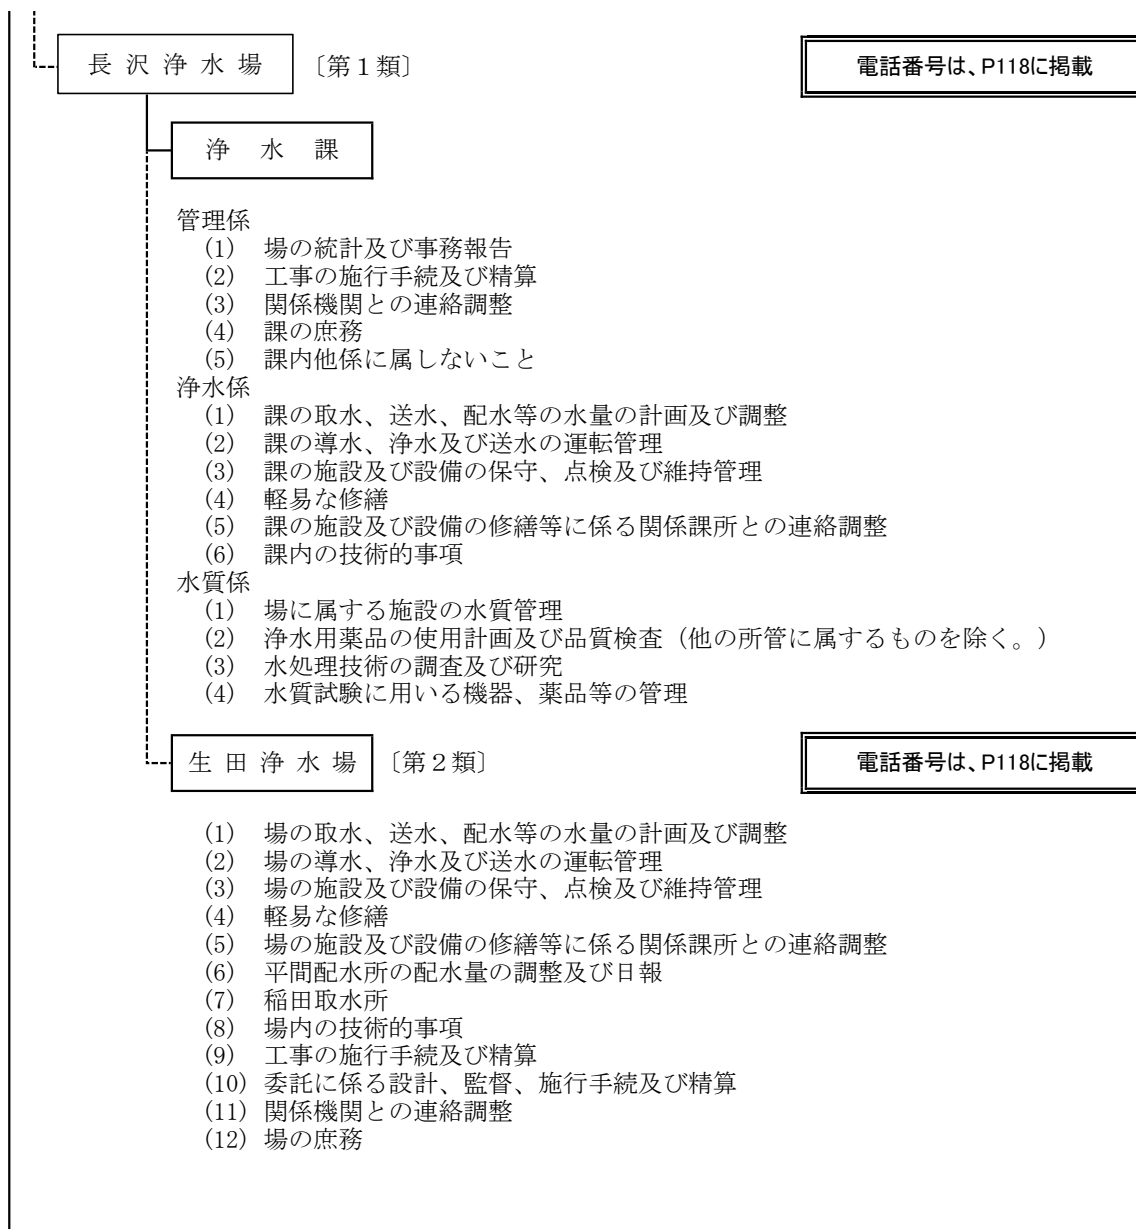 長沢浄水場 〔第1類〕 電話番号は、P118に掲載
浄水課
管理係
(1) 場の統計及び事務報告
(2) 工事の施行手続及び精算
(3) 関係機関との連絡調整
(4) 課の庶務
(5) 課内他係に属しないこと
浄水係
(1) 課の取水、送水、配水等の水量の計画及び調整
(2) 課の導水、浄水及び送水の運転管理
(3) 課の施設及び設備の保守、点検及び維持管理
(4) 軽易な修繕
(5) 課の施設及び設備の修繕等に係る関係課所との連絡調整
(6) 課内の技術的事項
水質係
(1) 場に属する施設の水質管理
(2) 浄水用薬品の使用計画及び品質検査（他の所管に属するものを除く。）
(3) 水処理技術の調査及び研究
(4) 水質試験に用いる機器、薬品等の管理
生田浄水場 〔第2類〕 電話番号は、P118に掲載
(1) 場の取水、送水、配水等の水量の計画及び調整
(2) 場の導水、浄水及び送水の運転管理
(3) 場の施設及び設備の保守、点検及び維持管理
(4) 軽易な修繕
(5) 場の施設及び設備の修繕等に係る関係課所との連絡調整
(6) 平間配水所の配水量の調整及び日報
(7) 稲田取水所
(8) 場内の技術的事項
(9) 工事の施行手続及び精算
(10) 委託に係る設計、監督、施行手続及び精算
(11) 関係機関との連絡調整
(12) 場の庶務